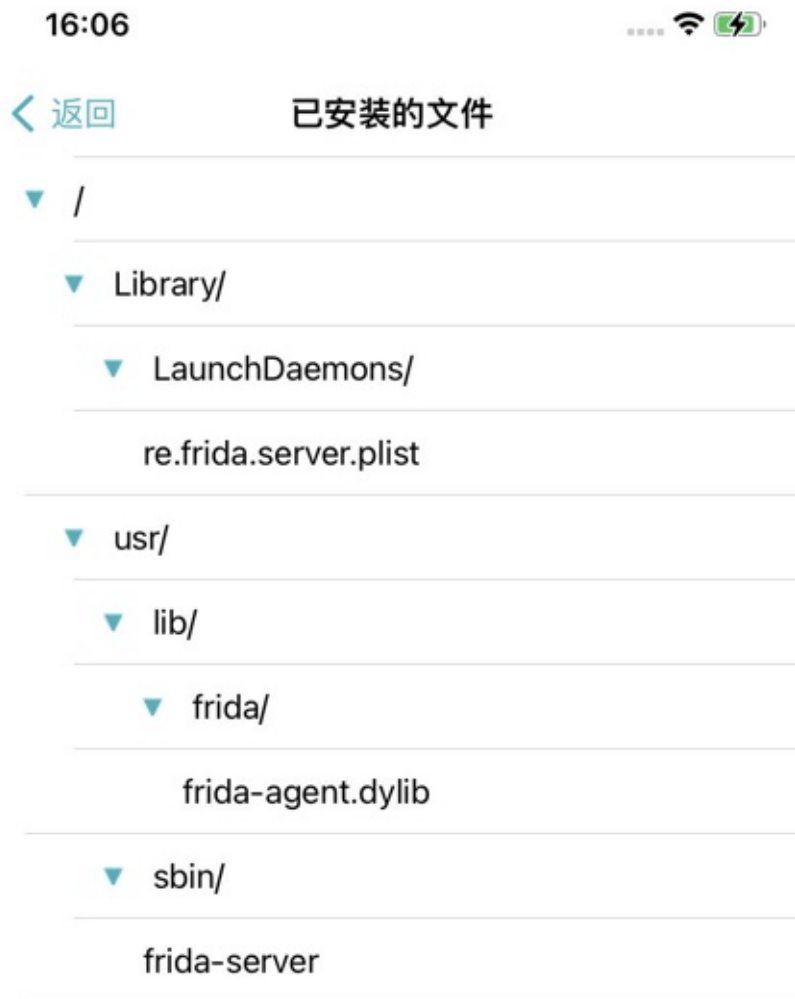 16:06
返回 已安装的文件
/
Library/
LaunchDaemons/
re.frida.server.plist
usr/
lib/
frida/
frida-agent.dylib
sbin/
frida-server